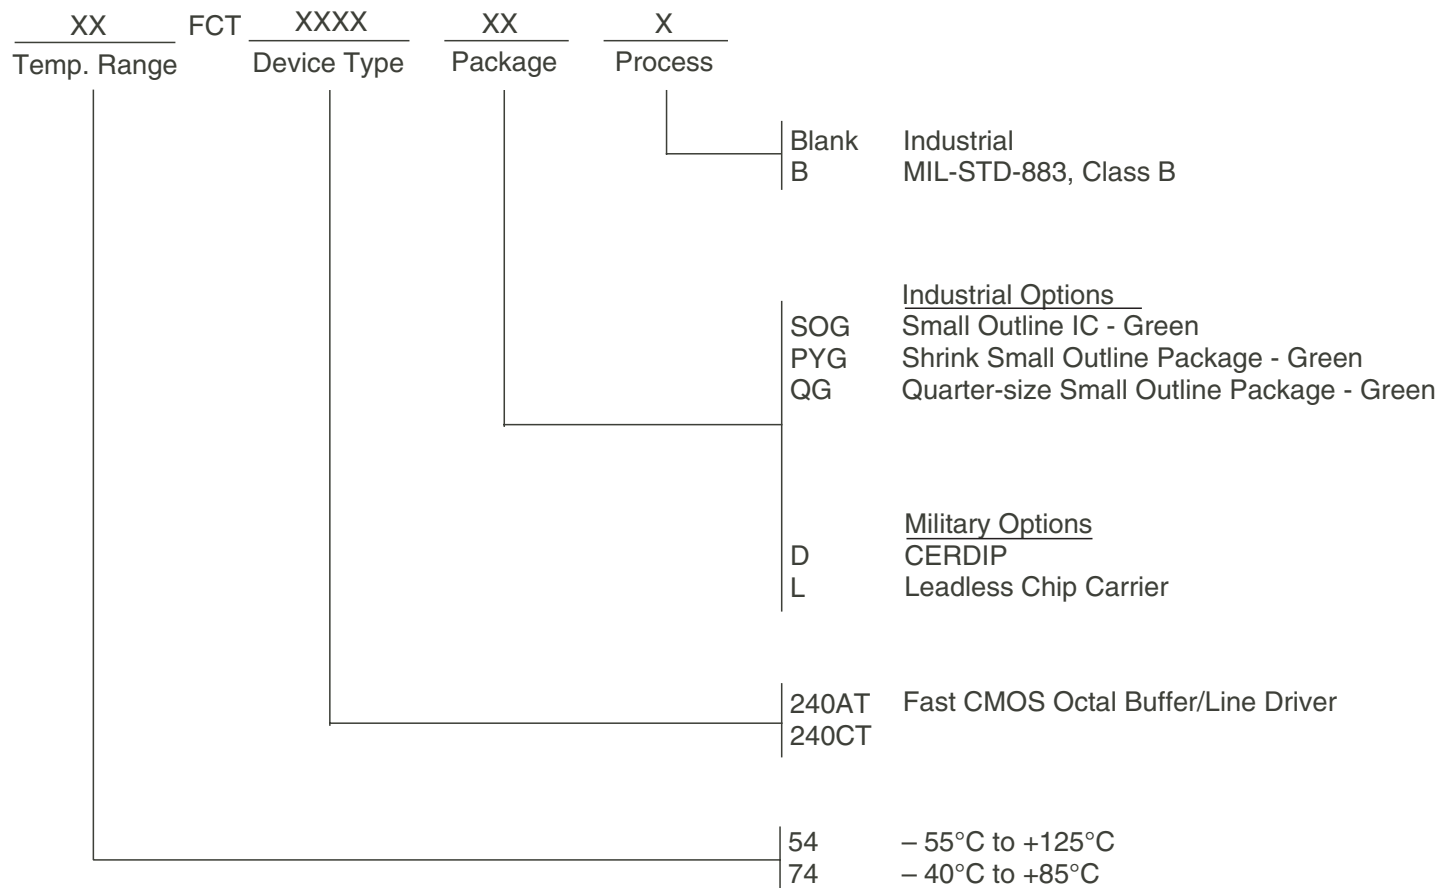 XX FCT XXXX XX X
Temp. Range Device Type Package Process
Blank Industrial
B MIL-STD-883, Class B
Industrial Options
SOG Small Outline IC - Green
PYG Shrink Small Outline Package - Green
QG Quarter-size Small Outline Package - Green
Military Options
D CERDIP
L Leadless Chip Carrier
240AT Fast CMOS Octal Buffer/Line Driver
240CT
54 – 55°C to +125°C
74 – 40°C to +85°C